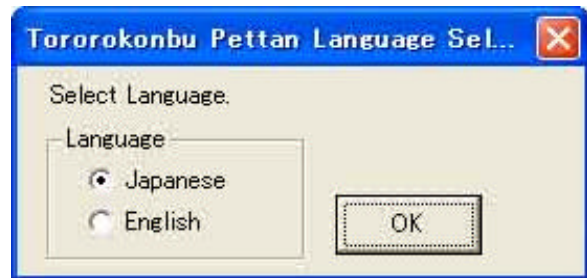 Tororokonbu Pettan Language Sel...
Select Language.
Language
Japanese
English
OK